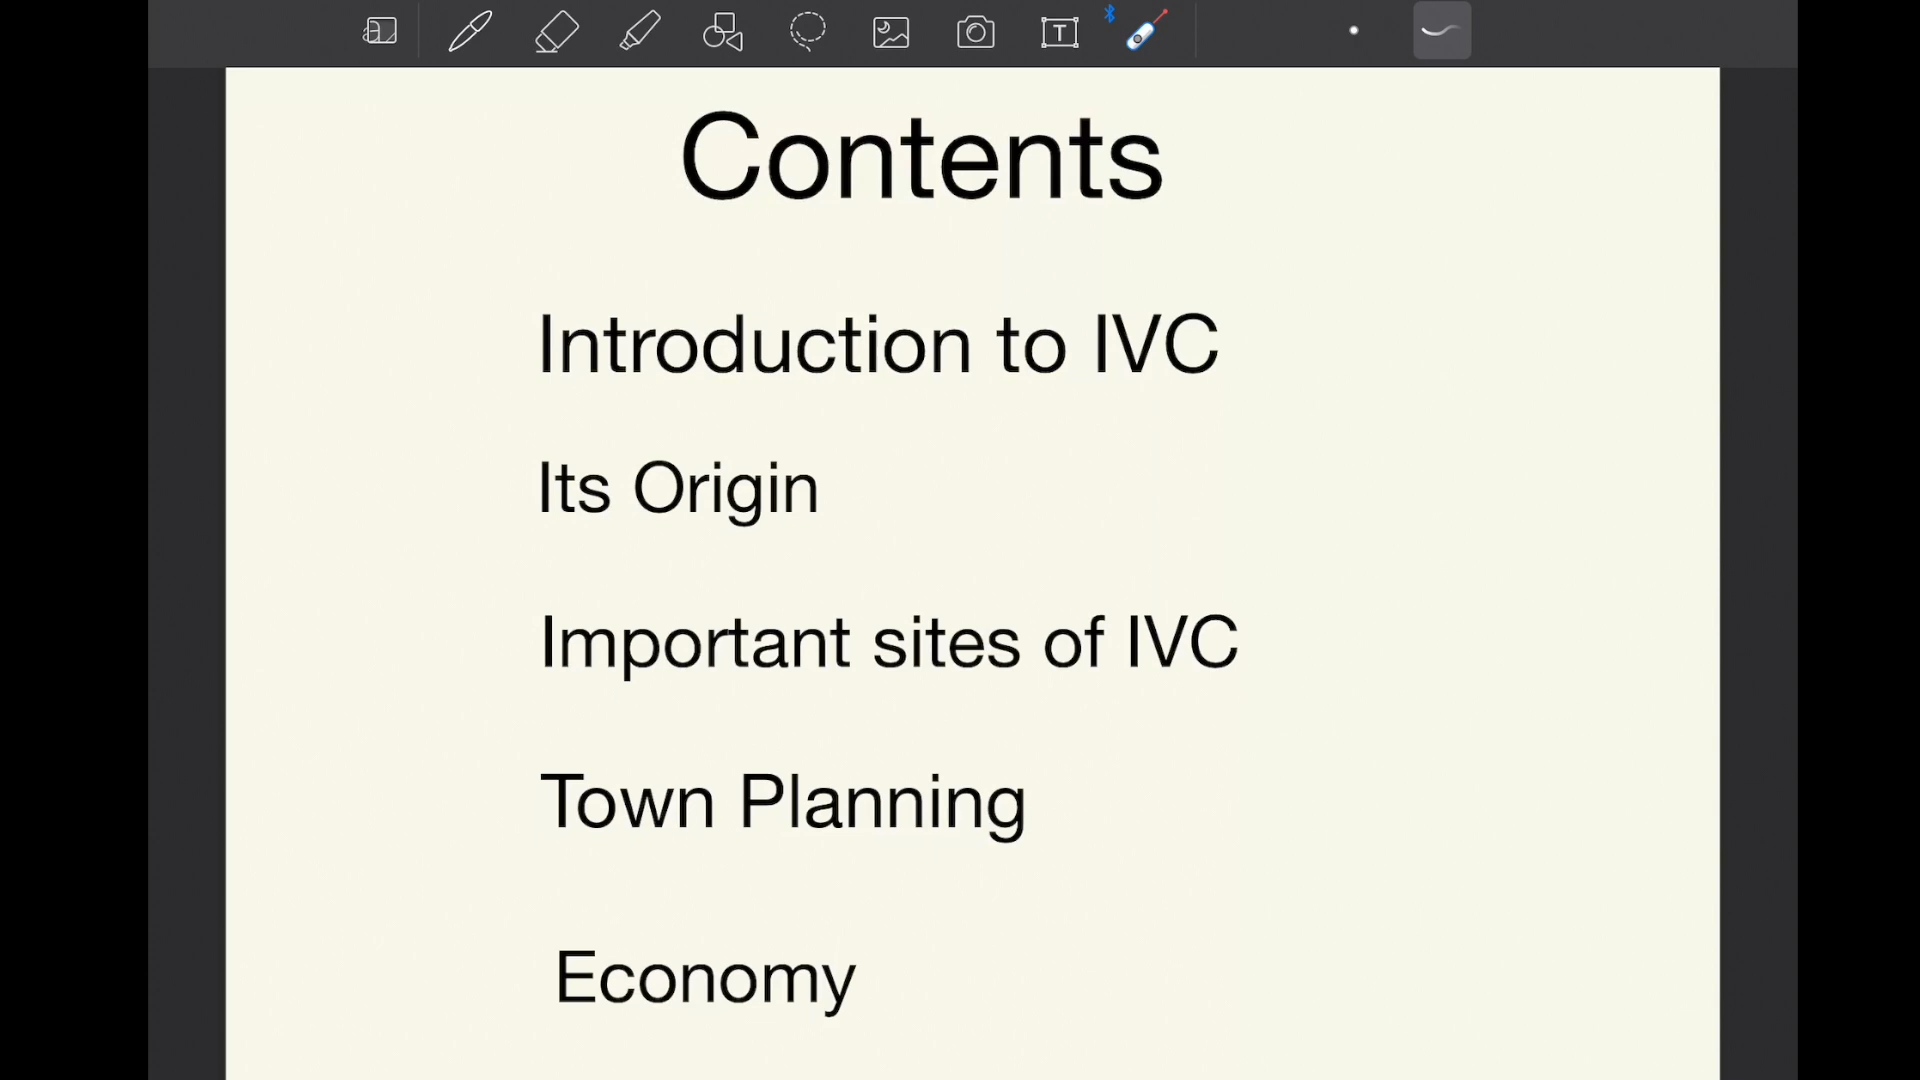 Contents
Introduction to IVC
Its Origin
Important sites of IVC
Town Planning
Economy